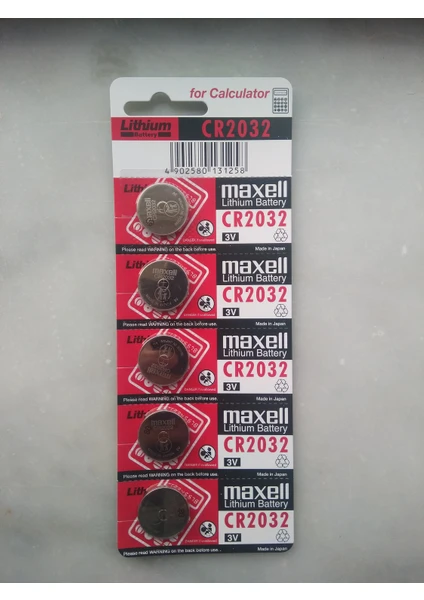 for Calculator
Lithium
Battery
CR2032
4 902580 131258
maxell
Lithium Battery
CR2032
3V
Please read WARNING on the back before use.
Made in Japan
maxell
Lithium Battery
CR2032
3V
Please read WARNING on the back before use.
Made in Japan
maxell
Lithium Battery
CR2032
3V
Please read WARNING on the back before use.
Made in Japan
maxell
Lithium Battery
CR2032
3V
Please read WARNING on the back before use.
Made in Japan
maxell
Lithium Battery
CR2032
3V
Please read WARNING on the back before use.
Made in Japan